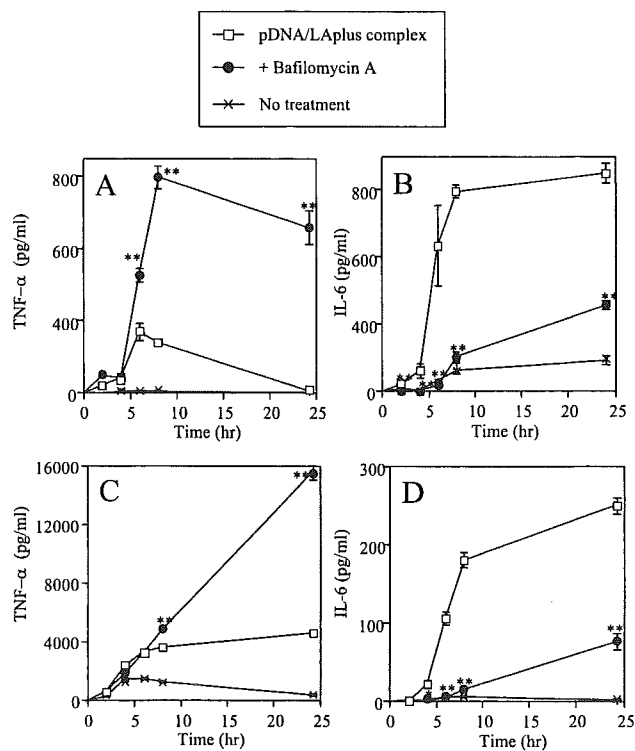 pDNA/LAplus complex
+ Bafilomycin A
No treatment
A
TNF-α (pg/ml)
800
600
400
0
**
**
**
0 5 10 15 20 25
Time (hr)
B
IL-6 (pg/ml)
800
600
400
0
**
**
**
**
**
0 5 10 15 20 25
Time (hr)
C
TNF-α (pg/ml)
16000
12000
8000
4000
0
**
**
0 5 10 15 20 25
Time (hr)
D
IL-6 (pg/ml)
300
200
100
0
*
**
**
**
0 5 10 15 20 25
Time (hr)